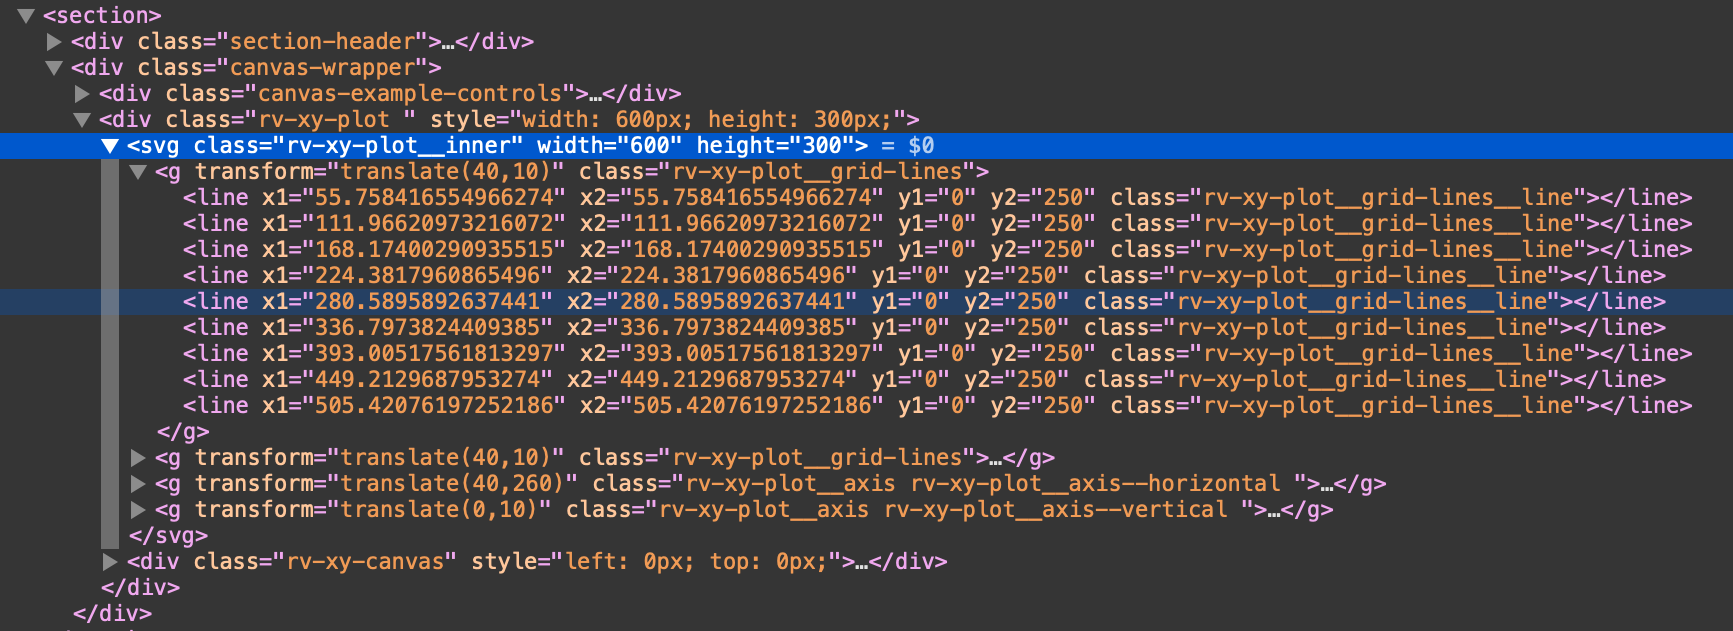 ▼<section>
▶<div class="section-header">…</div>
▼<div class="canvas-wrapper">
▶<div class="canvas-example-controls">…</div>
▼<div class="rv-xy-plot " style="width: 600px; height: 300px;">
▼<svg class="rv-xy-plot__inner" width="600" height="300"> = $0
▼<g transform="translate(40,10)" class="rv-xy-plot__grid-lines">
<line x1="55.758416554966274" x2="55.758416554966274" y1="0" y2="250" class="rv-xy-plot__grid-lines__line"></line>
<line x1="111.96620973216072" x2="111.96620973216072" y1="0" y2="250" class="rv-xy-plot__grid-lines__line"></line>
<line x1="168.17400290935515" x2="168.17400290935515" y1="0" y2="250" class="rv-xy-plot__grid-lines__line"></line>
<line x1="224.3817960865496" x2="224.3817960865496" y1="0" y2="250" class="rv-xy-plot__grid-lines__line"></line>
<line x1="280.5895892637441" x2="280.5895892637441" y1="0" y2="250" class="rv-xy-plot__grid-lines__line"></line>
<line x1="336.7973824409385" x2="336.7973824409385" y1="0" y2="250" class="rv-xy-plot__grid-lines__line"></line>
<line x1="393.00517561813297" x2="393.00517561813297" y1="0" y2="250" class="rv-xy-plot__grid-lines__line"></line>
<line x1="449.2129687953274" x2="449.2129687953274" y1="0" y2="250" class="rv-xy-plot__grid-lines__line"></line>
<line x1="505.42076197252186" x2="505.42076197252186" y1="0" y2="250" class="rv-xy-plot__grid-lines__line"></line>
</g>
▶<g transform="translate(40,10)" class="rv-xy-plot__grid-lines">…</g>
▶<g transform="translate(40,260)" class="rv-xy-plot__axis rv-xy-plot__axis--horizontal ">…</g>
▶<g transform="translate(0,10)" class="rv-xy-plot__axis rv-xy-plot__axis--vertical ">…</g>
</svg>
▶<div class="rv-xy-canvas" style="left: 0px; top: 0px;">…</div>
</div>
</div>